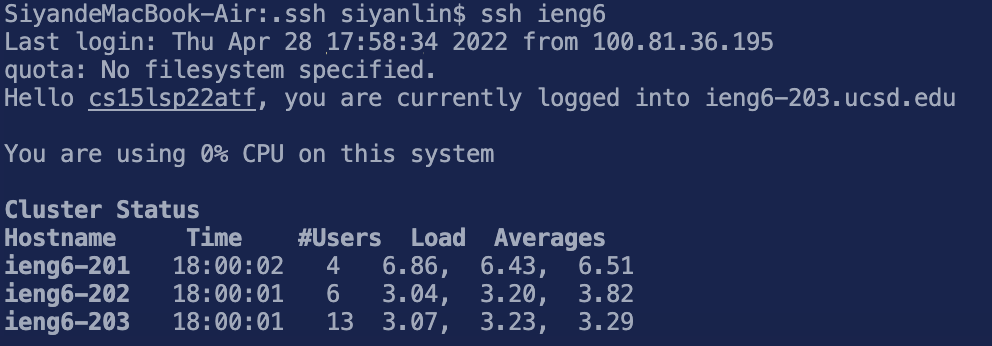 SiyandeMacBook-Air:.ssh siyanlin$ ssh ieng6
Last login: Thu Apr 28 17:58:34 2022 from 100.81.36.195
quota: No filesystem specified.
Hello cs15lsp22atf, you are currently logged into ieng6-203.ucsd.edu
You are using 0% CPU on this system
Cluster Status
Hostname     Time    #Users  Load  Averages
ieng6-201   18:00:02   4   6.86,  6.43,  6.51
ieng6-202   18:00:01   6   3.04,  3.20,  3.82
ieng6-203   18:00:01   13  3.07,  3.23,  3.29